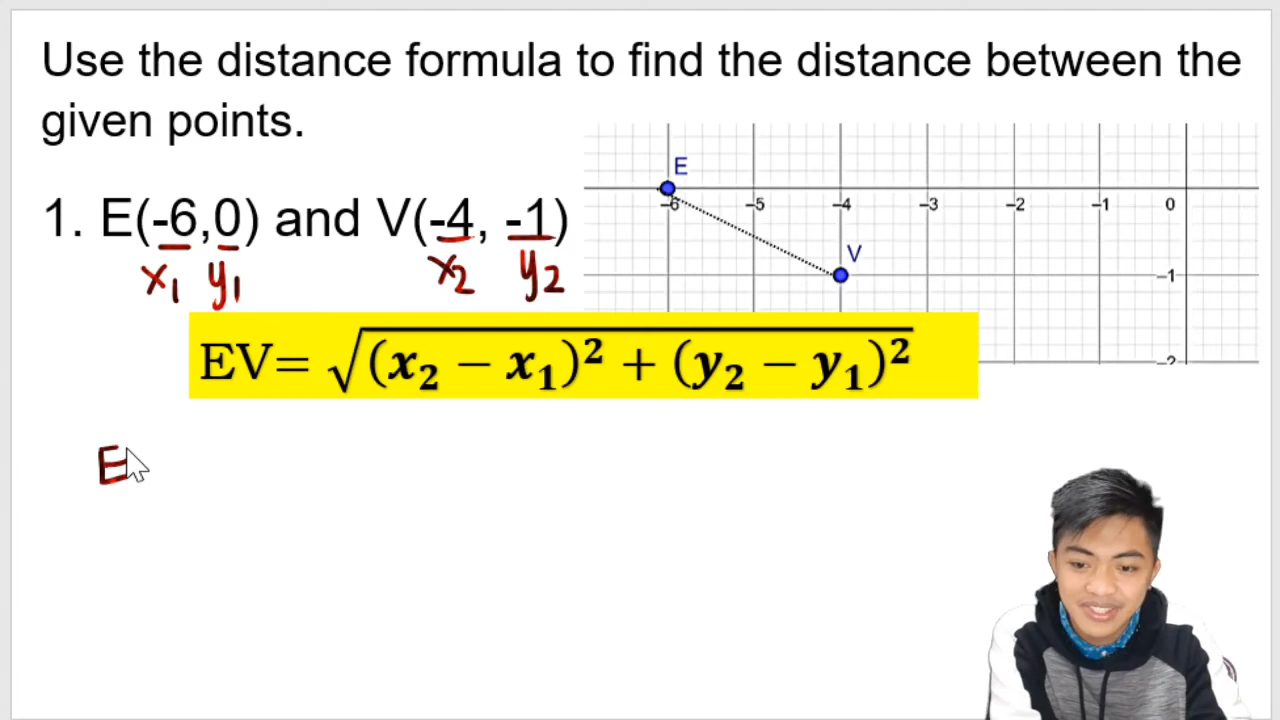 Use the distance formula to find the distance between the
given points.
E
-6 -5 -4 -3 -2 -1 0
1. E(-6,0) and V(-4, -1)
x1 y1 x2 y2
V
-1
EV= √(x₂ − x₁)² + (y₂ − y₁)²
-2
E